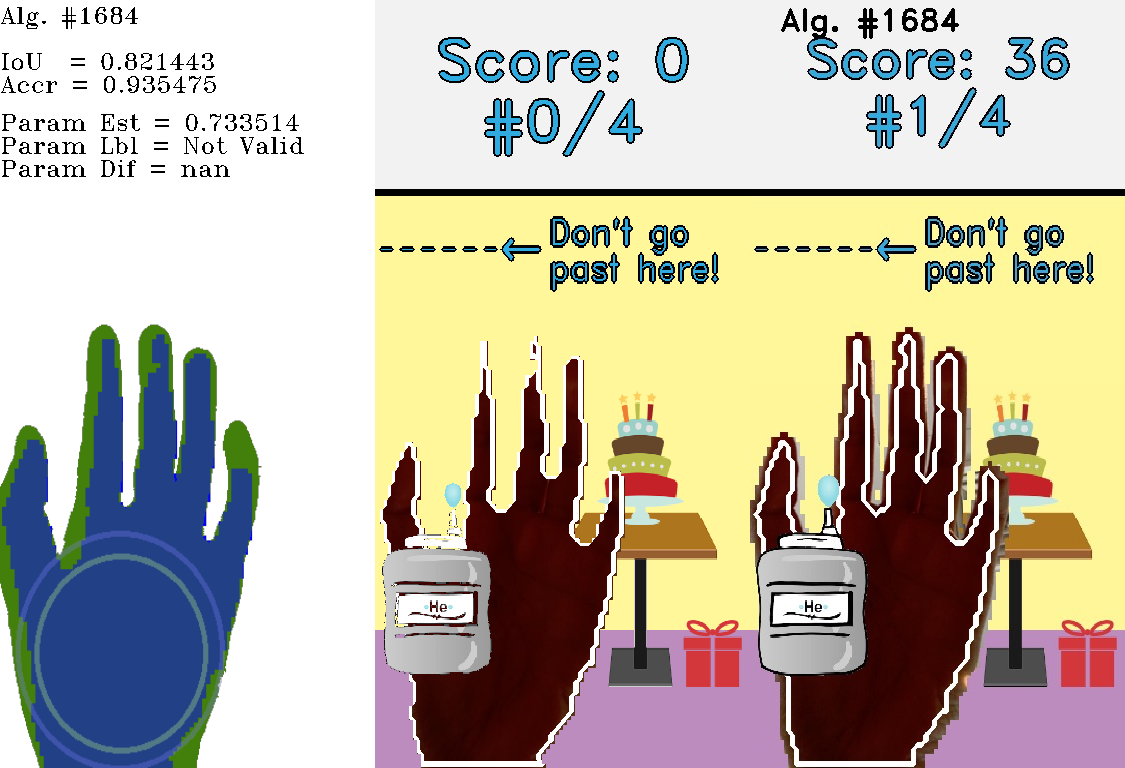 Alg. #1684
IoU = 0.821443
Accr = 0.935475
Param Est = 0.733514
Param Lbl = Not Valid
Param Dif = nan
Score: 0
#0/4
Don't go
past here!
He
Alg. #1684
Score: 36
#1/4
Don't go
past here!
He